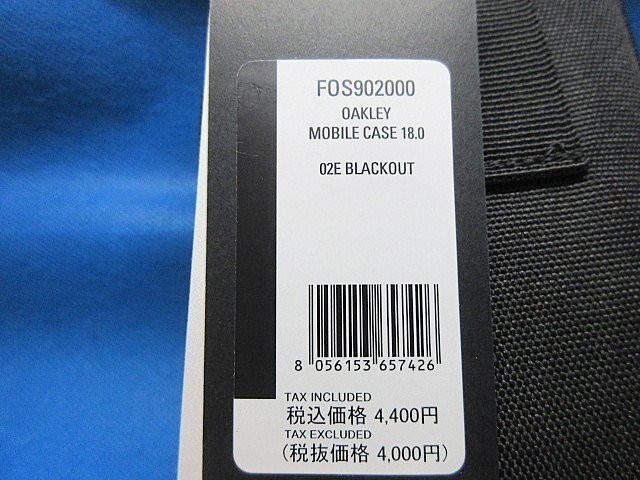 FOS902000
OAKLEY
MOBILE CASE 18.0
02E BLACKOUT
8 056153 657426
TAX INCLUDED
税込価格 4,400円
TAX EXCLUDED
(税抜価格 4,000円)